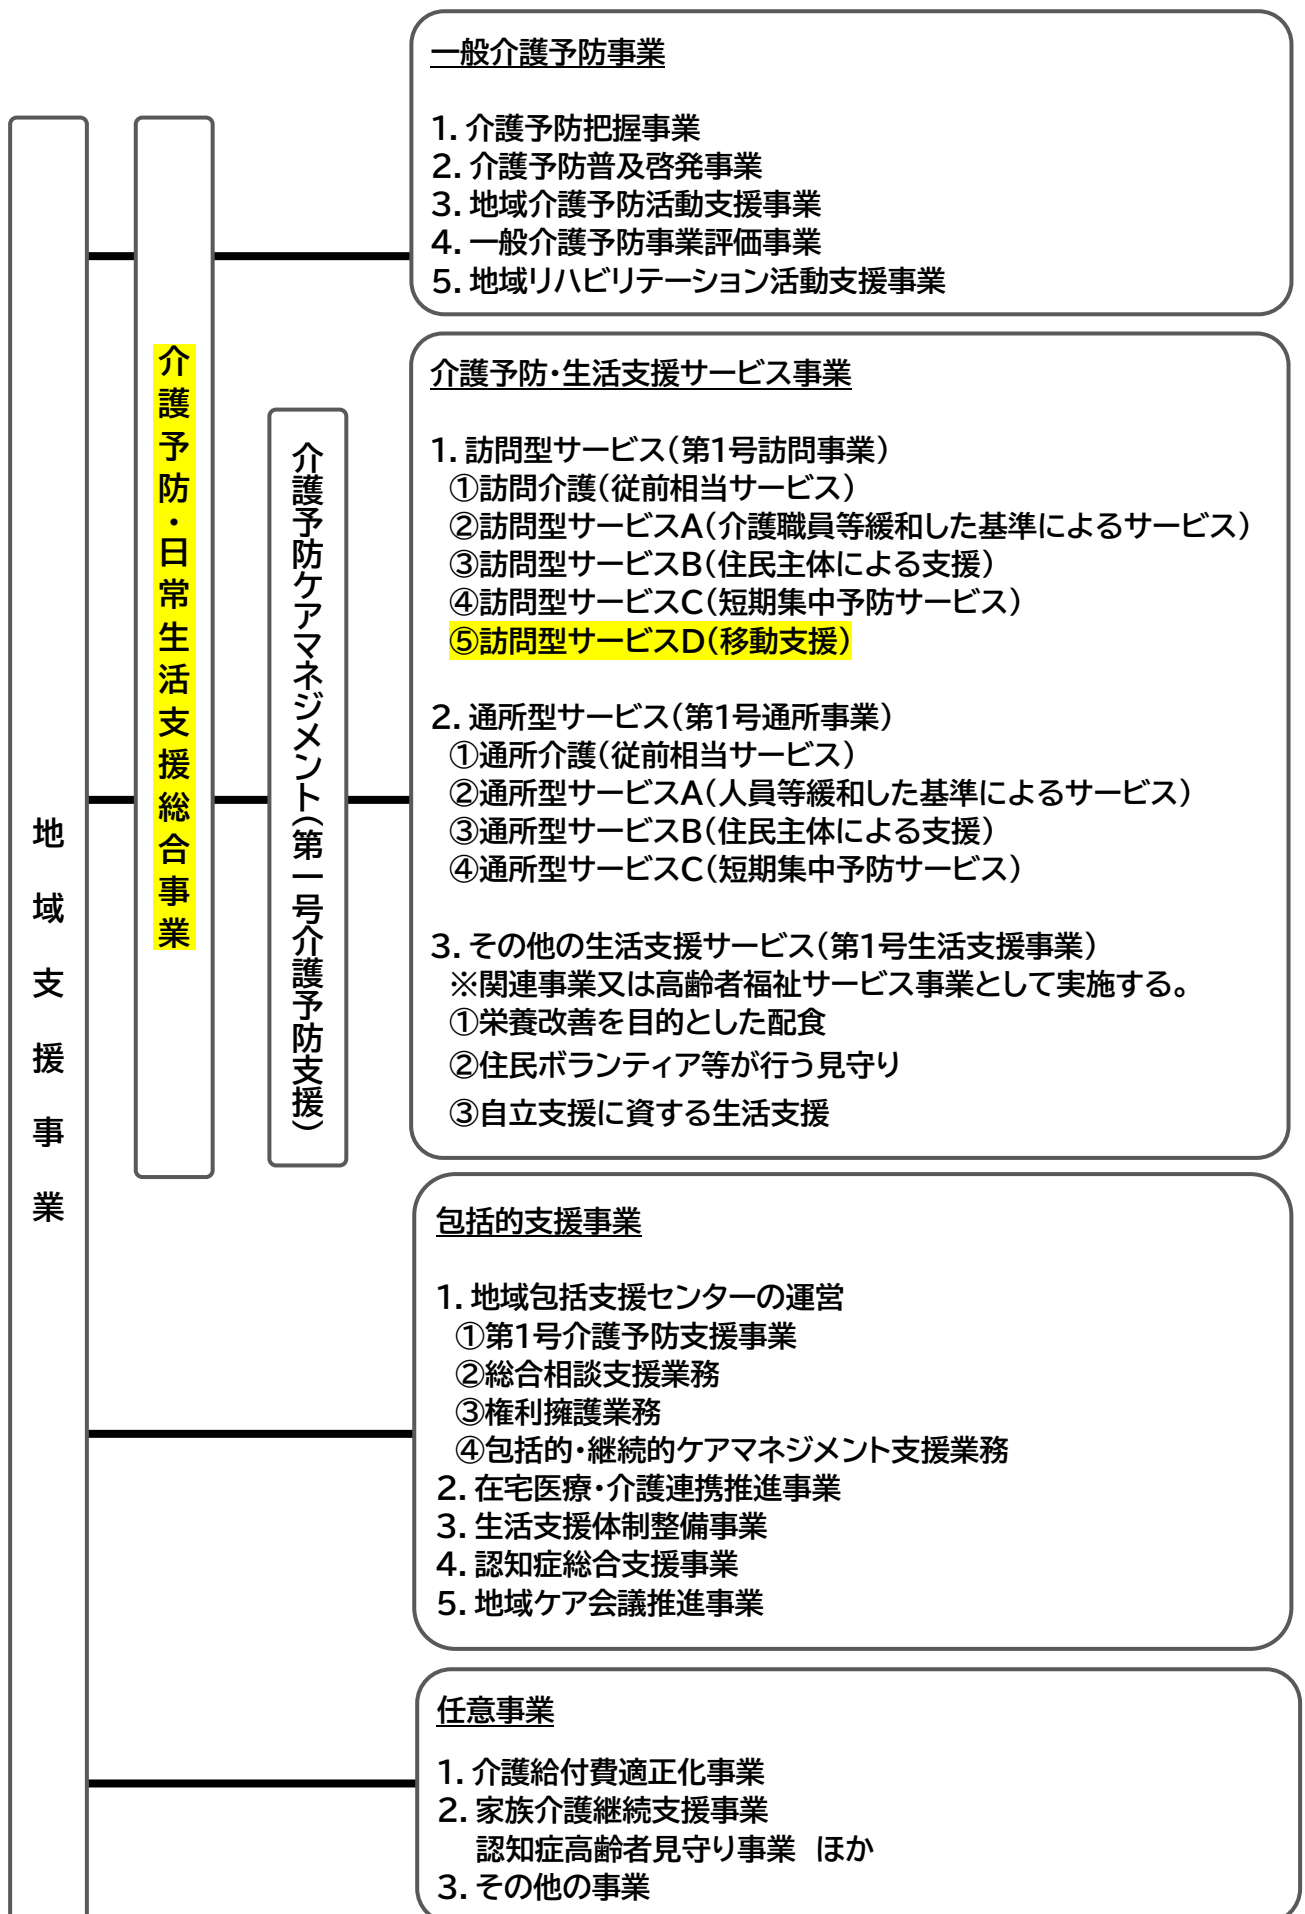 地域支援事業
介護予防・日常生活支援総合事業
介護予防ケアマネジメント(第一号介護予防支援)
一般介護予防事業
1. 介護予防把握事業
2. 介護予防普及啓発事業
3. 地域介護予防活動支援事業
4. 一般介護予防事業評価事業
5. 地域リハビリテーション活動支援事業
介護予防・生活支援サービス事業
1. 訪問型サービス(第1号訪問事業)
①訪問介護(従前相当サービス)
②訪問型サービスA(介護職員等緩和した基準によるサービス)
③訪問型サービスB(住民主体による支援)
④訪問型サービスC(短期集中予防サービス)
⑤訪問型サービスD(移動支援)
2. 通所型サービス(第1号通所事業)
①通所介護(従前相当サービス)
②通所型サービスA(人員等緩和した基準によるサービス)
③通所型サービスB(住民主体による支援)
④通所型サービスC(短期集中予防サービス)
3. その他の生活支援サービス(第1号生活支援事業)
※関連事業又は高齢者福祉サービス事業として実施する。
①栄養改善を目的とした配食
②住民ボランティア等が行う見守り
③自立支援に資する生活支援
包括的支援事業
1. 地域包括支援センターの運営
①第1号介護予防支援事業
②総合相談支援業務
③権利擁護業務
④包括的・継続的ケアマネジメント支援業務
2. 在宅医療・介護連携推進事業
3. 生活支援体制整備事業
4. 認知症総合支援事業
5. 地域ケア会議推進事業
任意事業
1. 介護給付費適正化事業
2. 家族介護継続支援事業
認知症高齢者見守り事業 ほか
3. その他の事業